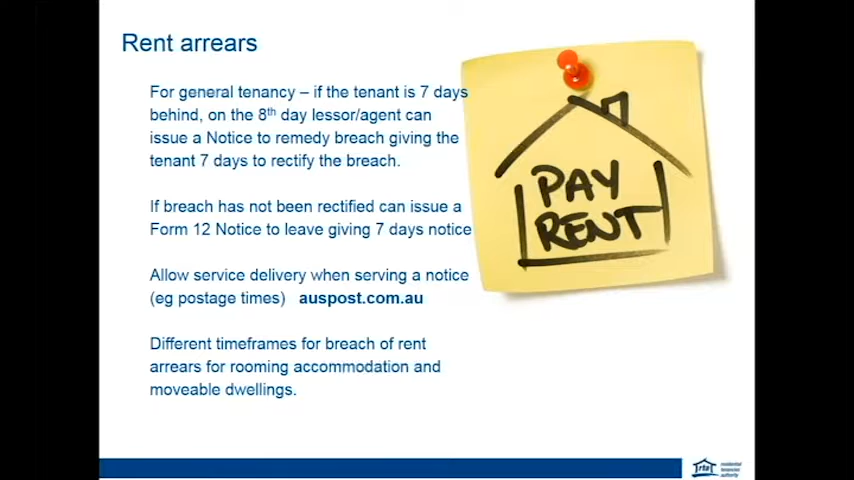 Rent arrears
For general tenancy – if the tenant is 7 days
behind, on the 8th day lessor/agent can
issue a Notice to remedy breach giving the
tenant 7 days to rectify the breach.
If breach has not been rectified can issue a
Form 12 Notice to leave giving 7 days notice
Allow service delivery when serving a notice
(eg postage times) auspost.com.au
Different timeframes for breach of rent
arrears for rooming accommodation and
moveable dwellings.
PAY
RENT
rta
residential
tenancies
authority